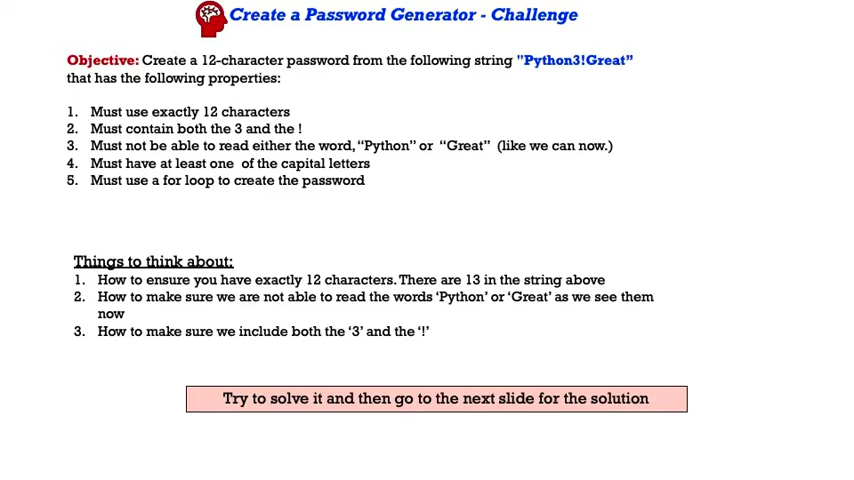 Create a Password Generator - Challenge
Objective: Create a 12-character password from the following string "Python3!Great”
that has the following properties:
1. Must use exactly 12 characters
2. Must contain both the 3 and the !
3. Must not be able to read either the word, “Python” or “Great” (like we can now.)
4. Must have at least one of the capital letters
5. Must use a for loop to create the password
Things to think about:
1. How to ensure you have exactly 12 characters. There are 13 in the string above
2. How to make sure we are not able to read the words ‘Python’ or ‘Great’ as we see them
now
3. How to make sure we include both the ‘3’ and the ‘!’
Try to solve it and then go to the next slide for the solution